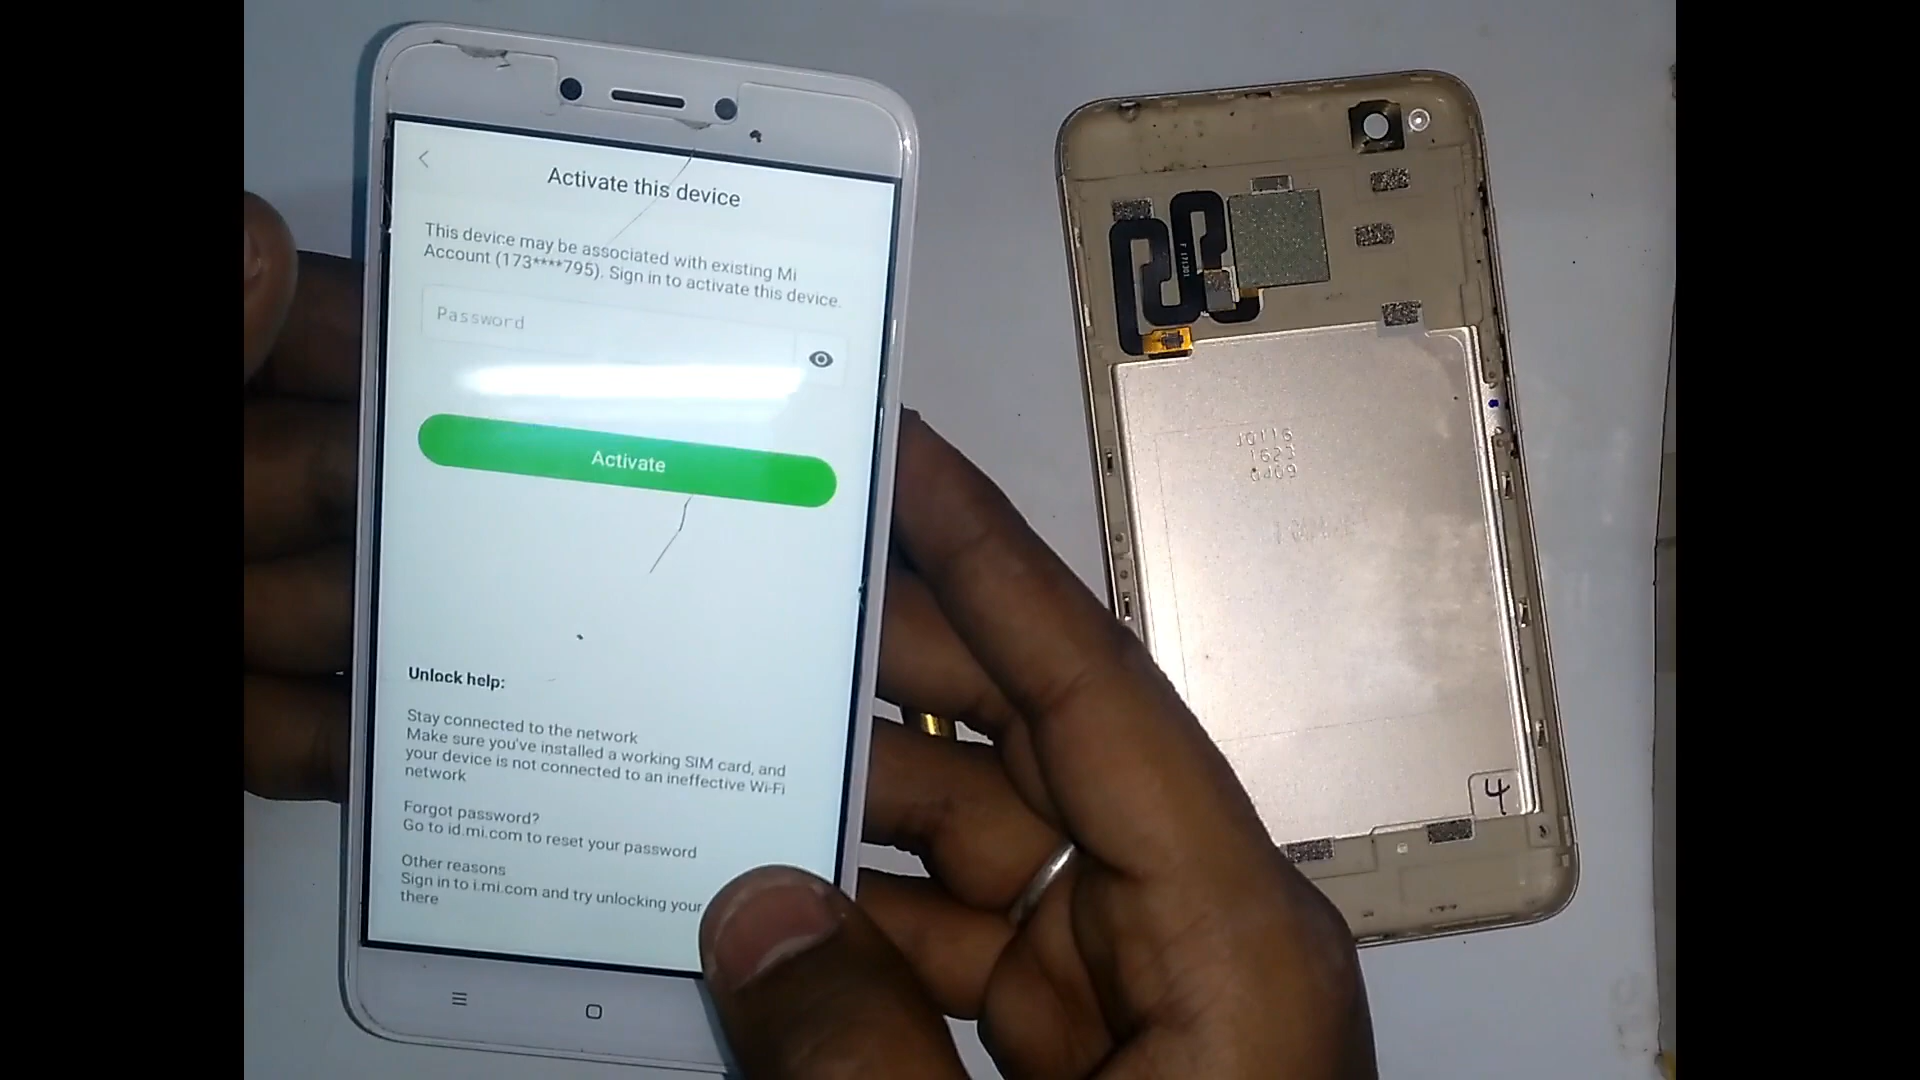 Activate this device
This device may be associated with existing Mi
Account (173****795). Sign in to activate this device.
Password
Activate
Unlock help:
Stay connected to the network
Make sure you've installed a working SIM card, and
your device is not connected to an ineffective Wi-Fi
network
Forgot password?
Go to id.mi.com to reset your password
Other reasons
Sign in to i.mi.com and try unlocking your
there
J0116
1623
0409
4